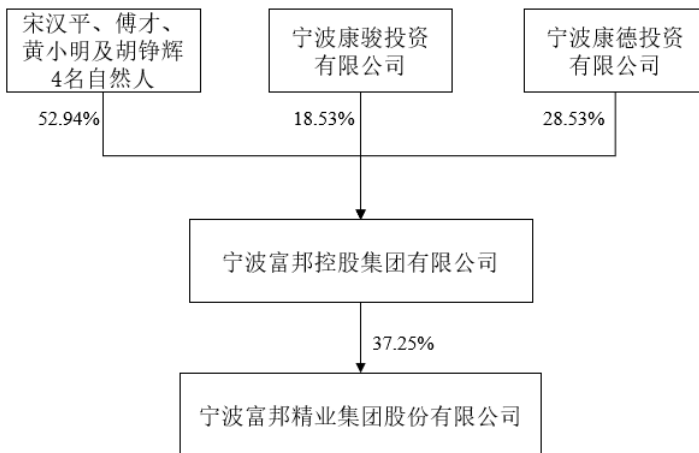 宋汉平、傅才、
黄小明及胡铮辉
4名自然人
宁波康骏投资
有限公司
宁波康德投资
有限公司
52.94%
18.53%
28.53%
宁波富邦控股集团有限公司
37.25%
宁波富邦精业集团股份有限公司